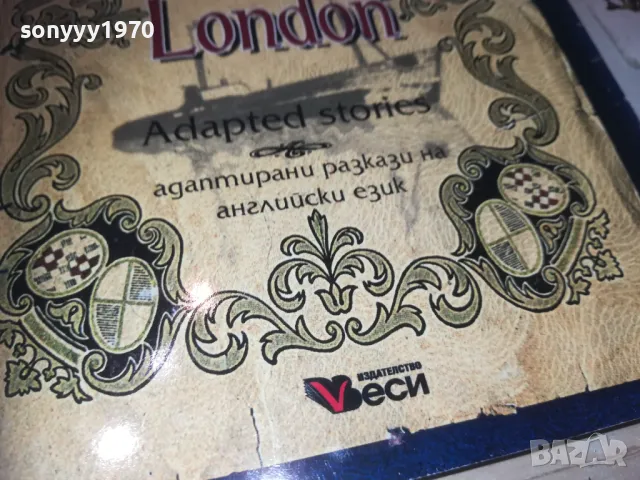 sonyyy1970
London
Adapted stories
адаптирани разкази на
английски език
ИЗДАТЕЛСТВО
Веси
BAZAR